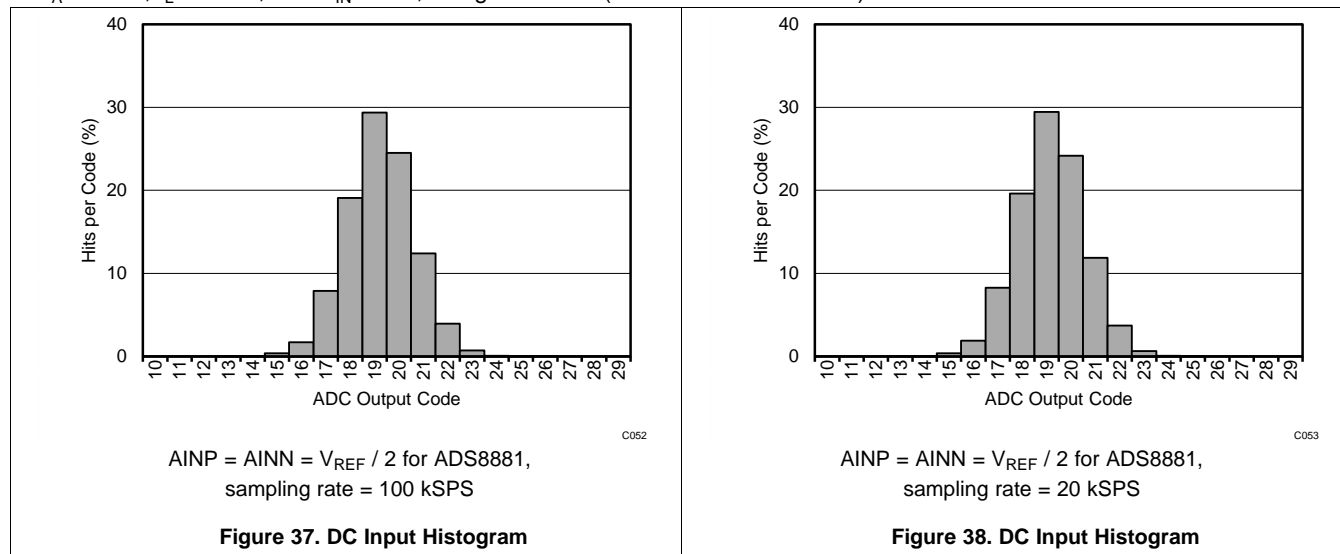 40
30
20
10
0
Hits per Code (%)
10 11 12 13 14 15 16 17 18 19 20 21 22 23 24 25 26 27 28 29
ADC Output Code
C052
AINP = AINN = V_REF / 2 for ADS8881,
sampling rate = 100 kSPS
Figure 37. DC Input Histogram
40
30
20
10
0
Hits per Code (%)
10 11 12 13 14 15 16 17 18 19 20 21 22 23 24 25 26 27 28 29
ADC Output Code
C053
AINP = AINN = V_REF / 2 for ADS8881,
sampling rate = 20 kSPS
Figure 38. DC Input Histogram